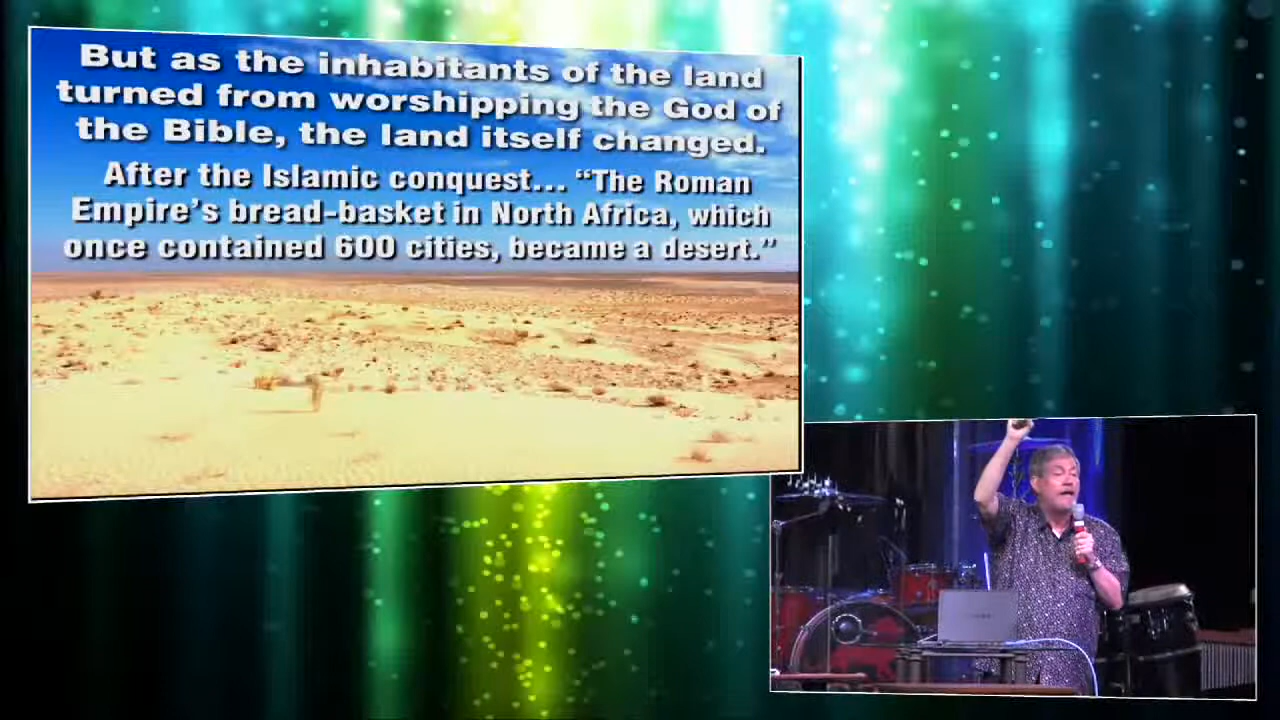 But as the inhabitants of the land
turned from worshipping the God of
the Bible, the land itself changed.
After the Islamic conquest... “The Roman
Empire’s bread-basket in North Africa, which
once contained 600 cities, became a desert.”